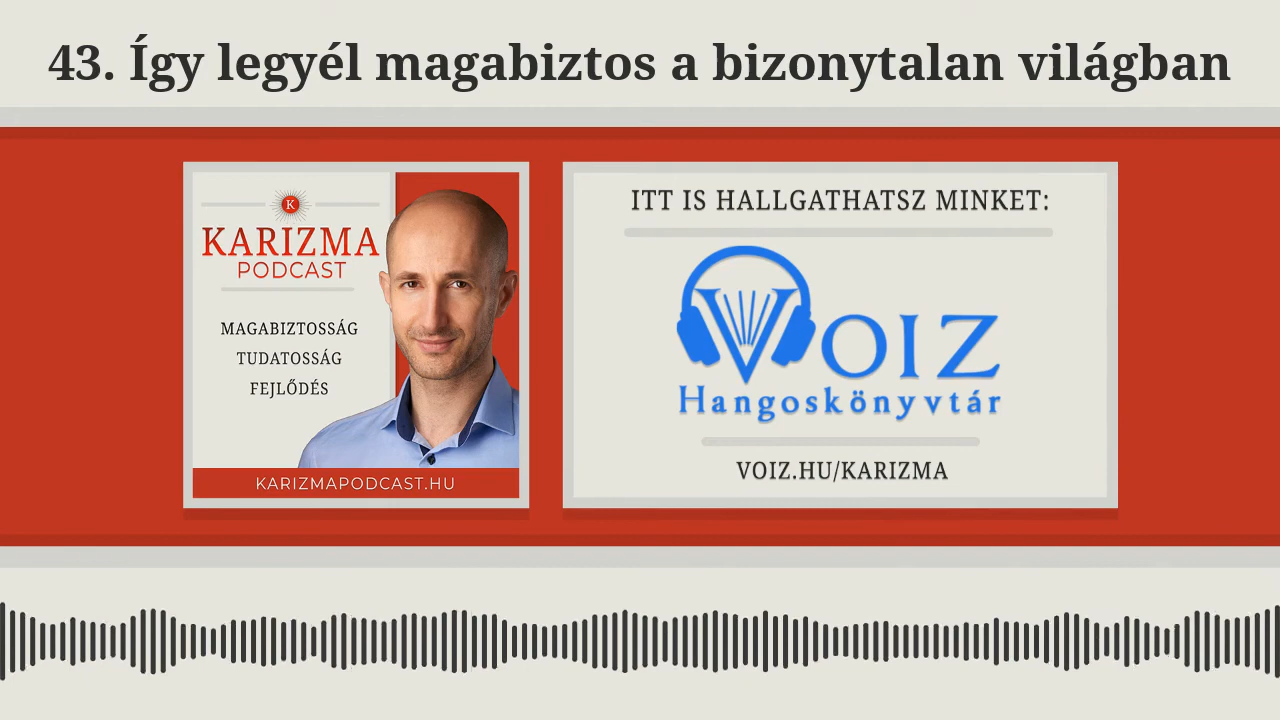 43. Így legyél magabiztos a bizonytalan világban
K
KARIZMA
PODCAST
MAGABIZTOSSÁG
TUDATOSSÁG
FEJLŐDÉS
KARIZMAPODCAST.HU
ITT IS HALLGATHATSZ MINKET:
VOIZ
Hangoskönyvtár
VOIZ.HU/KARIZMA